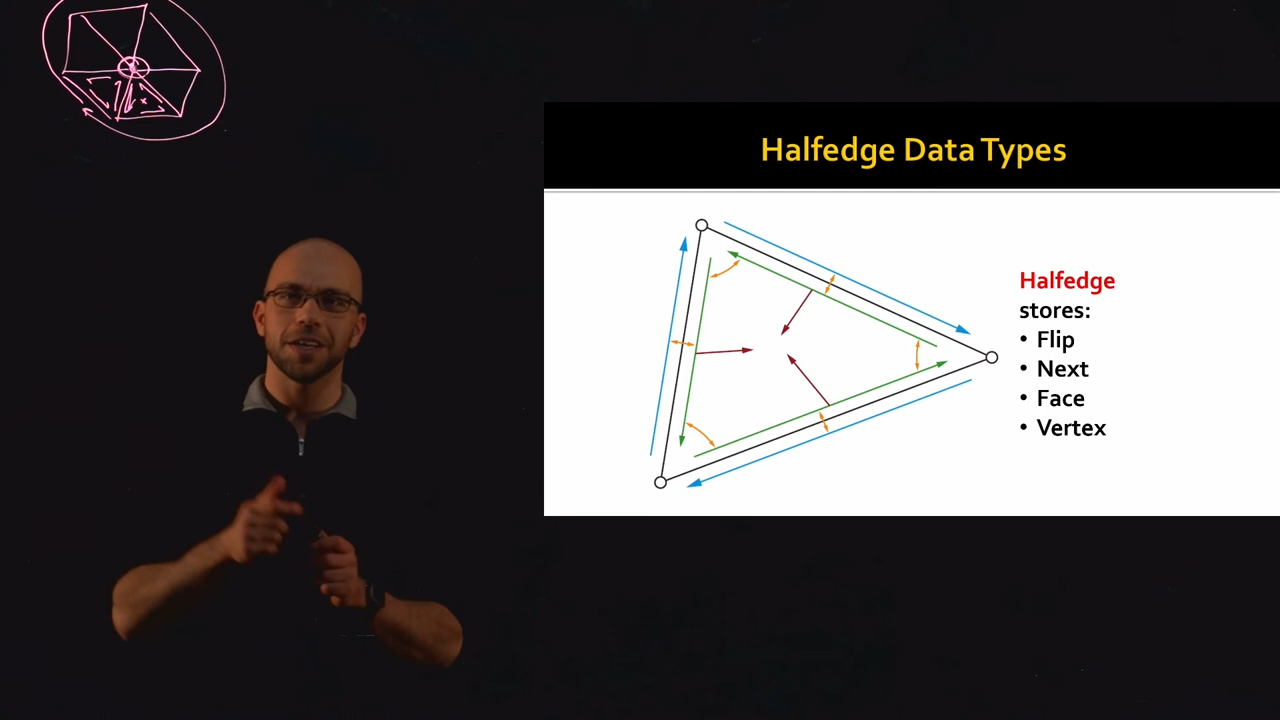 Halfedge Data Types
Halfedge
stores:
• Flip
• Next
• Face
• Vertex